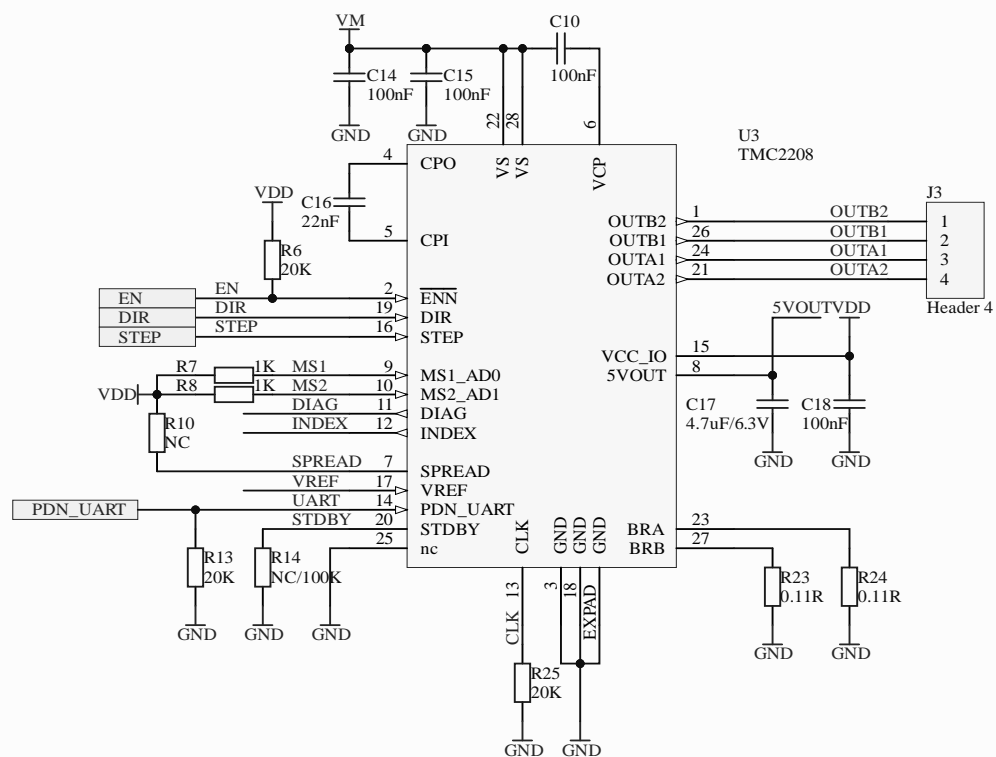 VM
C10
100nF
C14
100nF
C15
100nF
GND
GND
22
28
6
U3
TMC2208
4
CPO
VS
VS
VCP
VDD
C16
22nF
5
CPI
R6
20K
J3
OUTB2
1
OUTB2
1
OUTB1
26
OUTB1
2
OUTA1
24
OUTA1
3
OUTA2
21
OUTA2
4
Header 4
EN
EN
2
ENN
DIR
DIR
19
DIR
STEP
STEP
16
STEP
5VOUT
VDD
VCC_IO
15
5VOUT
8
R7
1K
MS1
9
MS1_AD0
VDD
R8
1K
MS2
10
MS2_AD1
DIAG
11
DIAG
INDEX
12
INDEX
R10
NC
C17
4.7uF/6.3V
C18
100nF
GND
GND
SPREAD
7
SPREAD
VREF
17
VREF
PDN_UART
UART
14
PDN_UART
STDBY
20
STDBY
25
nc
CLK
GND
GND
GND
BRA
23
BRB
27
R13
20K
R14
NC/100K
GND
GND
GND
CLK
13
3
18
EXPAD
R23
0.11R
R24
0.11R
GND
GND
R25
20K
GND
GND